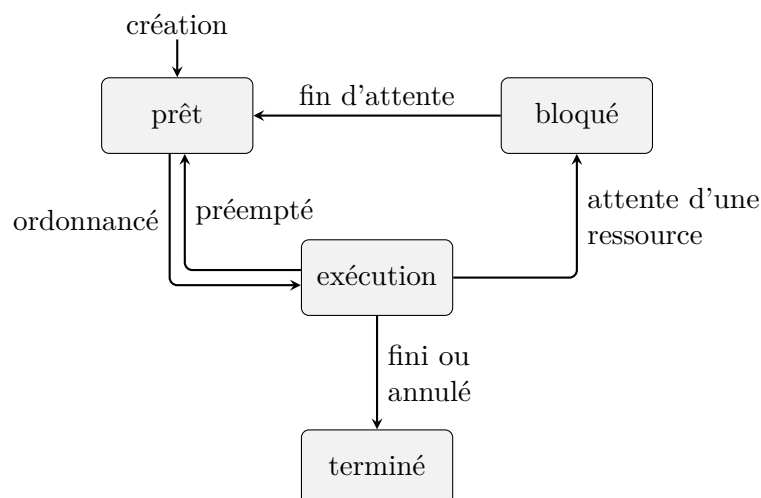 création
prêt
fin d'attente
bloqué
ordonnancé
préempté
attente d'une
ressource
exécution
fini ou
annulé
terminé